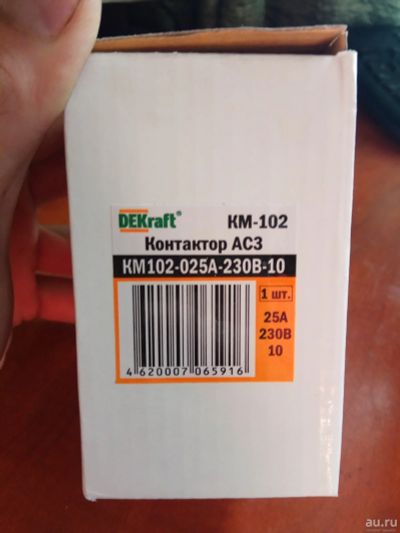 DEKraft®
КМ-102
Контактор АС3
КМ102-025А-230В-10
1 шт.
25А
230В
10
4 620007 065916
au.ru